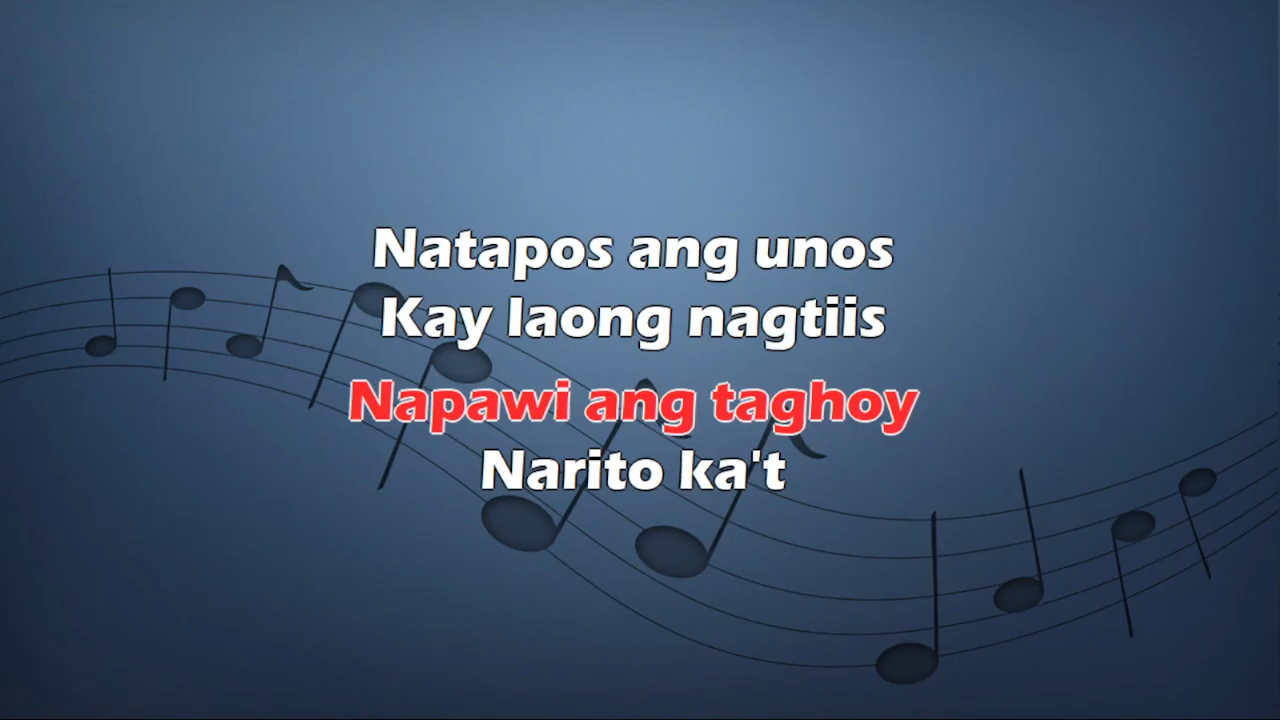 Natapos ang unos
Kay laong nagtiis
Napawi ang taghoy
Narito ka't